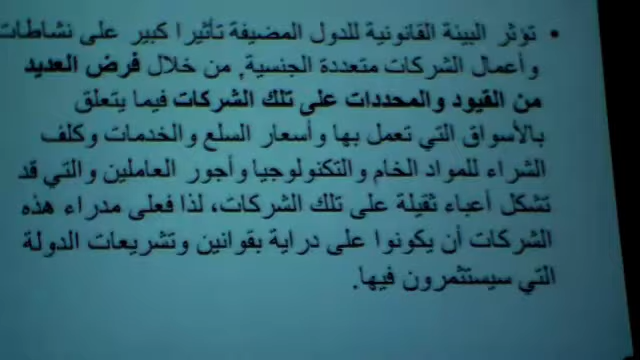 • تؤثر البيئة القانونية للدول المضيفة تأثيرا كبير على نشاطات
وأعمال الشركات متعددة الجنسية, من خلال فرض العديد
من القيود والمحددات على تلك الشركات فيما يتعلق
بالأسواق التي تعمل بها وأسعار السلع والخدمات وكلف
الشراء للمواد الخام والتكنولوجيا وأجور العاملين والتي قد
تشكل أعباء ثقيلة على تلك الشركات، لذا فعلى مدراء هذه
الشركات أن يكونوا على دراية بقوانين وتشريعات الدولة
التي سيستثمرون فيها.